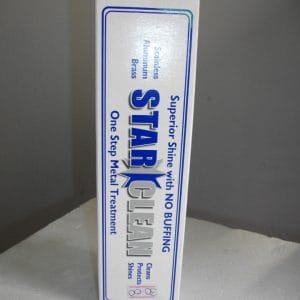 Superior Shine with NO BUFFING
Stainless
Aluminum
Brass
STAR CLEAN
Cleans
Protects
Shines
One Step Metal Treatment